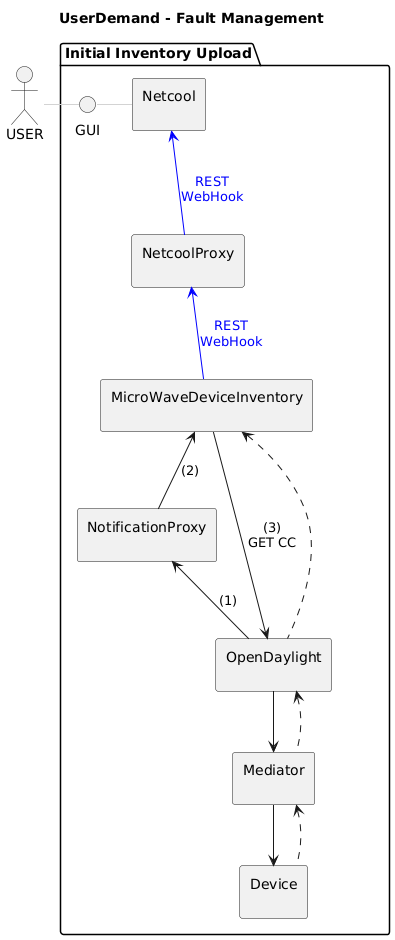 UserDemand - Fault Management
Initial Inventory Upload
Netcool
USER
GUI
REST
WebHook
NetcoolProxy
REST
WebHook
MicroWaveDeviceInventory
(2)
NotificationProxy
(3)
GET CC
(1)
OpenDaylight
Mediator
Device